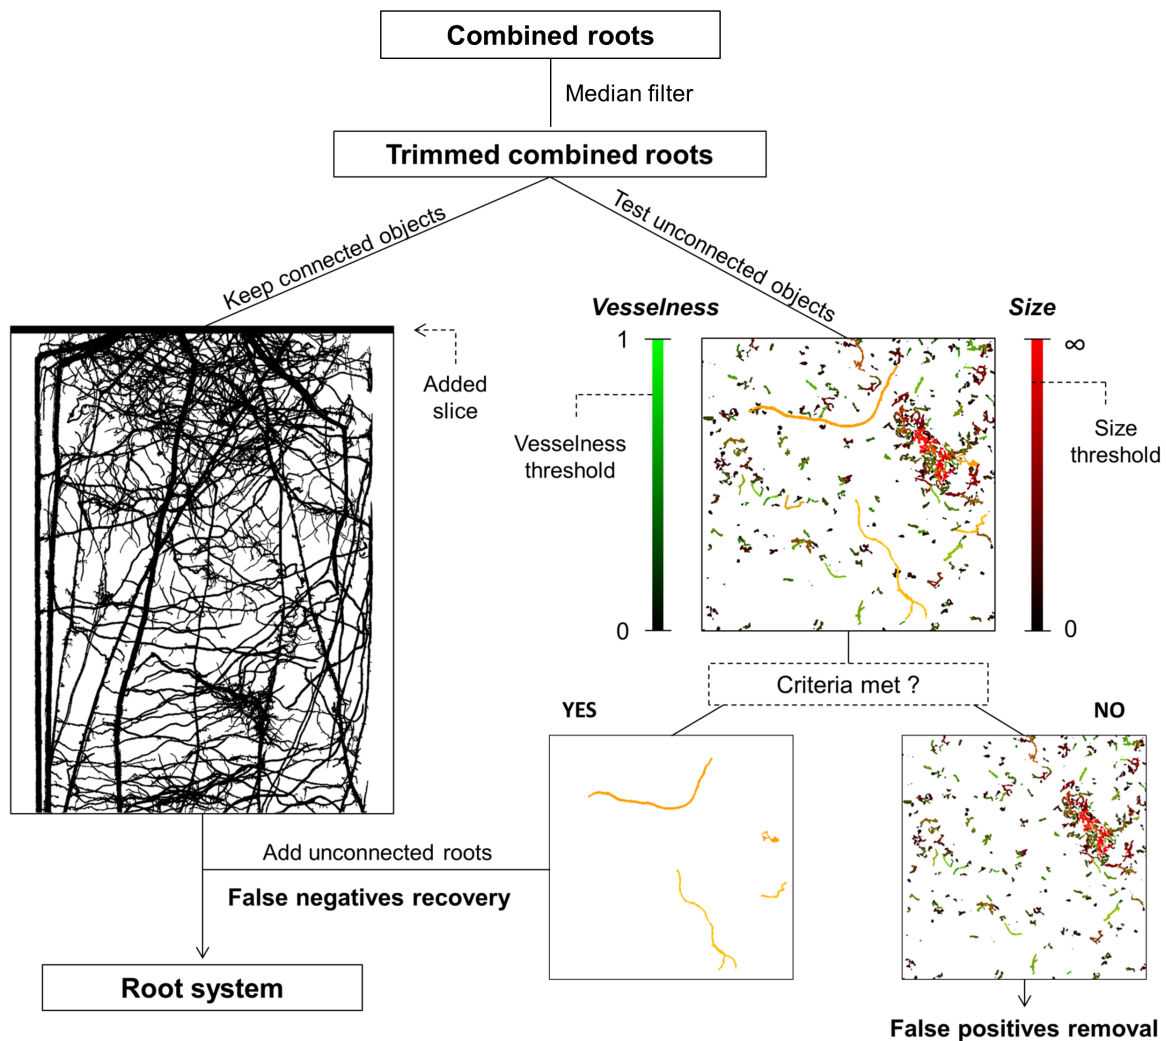 Combined roots
Median filter
Trimmed combined roots
Keep connected objects
Test unconnected objects
Vesselness
Size
1
∞
Added
slice
Vesselness
threshold
Size
threshold
0
0
Criteria met ?
YES
NO
Add unconnected roots
False negatives recovery
Root system
False positives removal